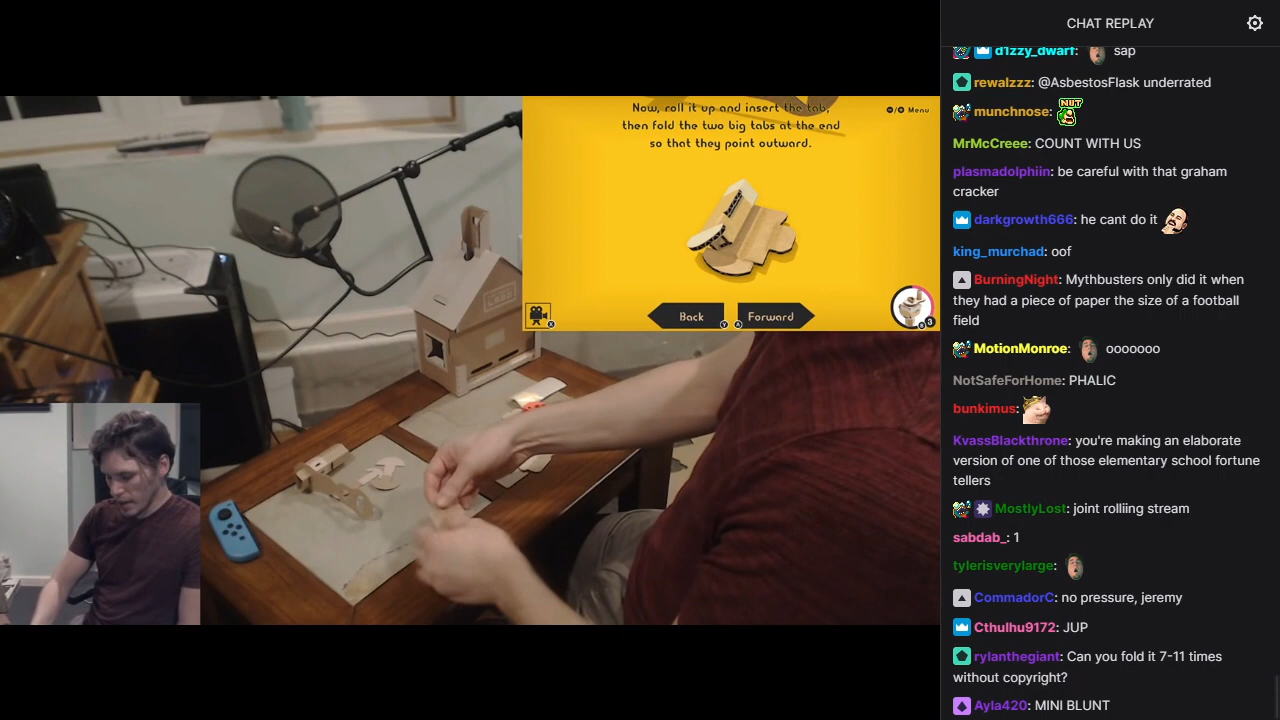 Now, roll it up and insert the tab,
then fold the two big tabs at the end
so that they point outward.
Menu
Back
Forward
3
LABO
CHAT REPLAY
d1zzy_dwarf: sap
rewalzzz: @AsbestosFlask underrated
munchnose: NUT
MrMcCreee: COUNT WITH US
plasmadolphiin: be careful with that graham
cracker
darkgrowth666: he cant do it
king_murchad: oof
BurningNight: Mythbusters only did it when
they had a piece of paper the size of a football
field
MotionMonroe: ooooooo
NotSafeForHome: PHALIC
bunkimus:
KvassBlackthrone: you're making an elaborate
version of one of those elementary school fortune
tellers
MostlyLost: joint rolliing stream
sabdab_: 1
tylerisverylarge:
CommadorC: no pressure, jeremy
Cthulhu9172: JUP
rylanthegiant: Can you fold it 7-11 times
without copyright?
Ayla420: MINI BLUNT